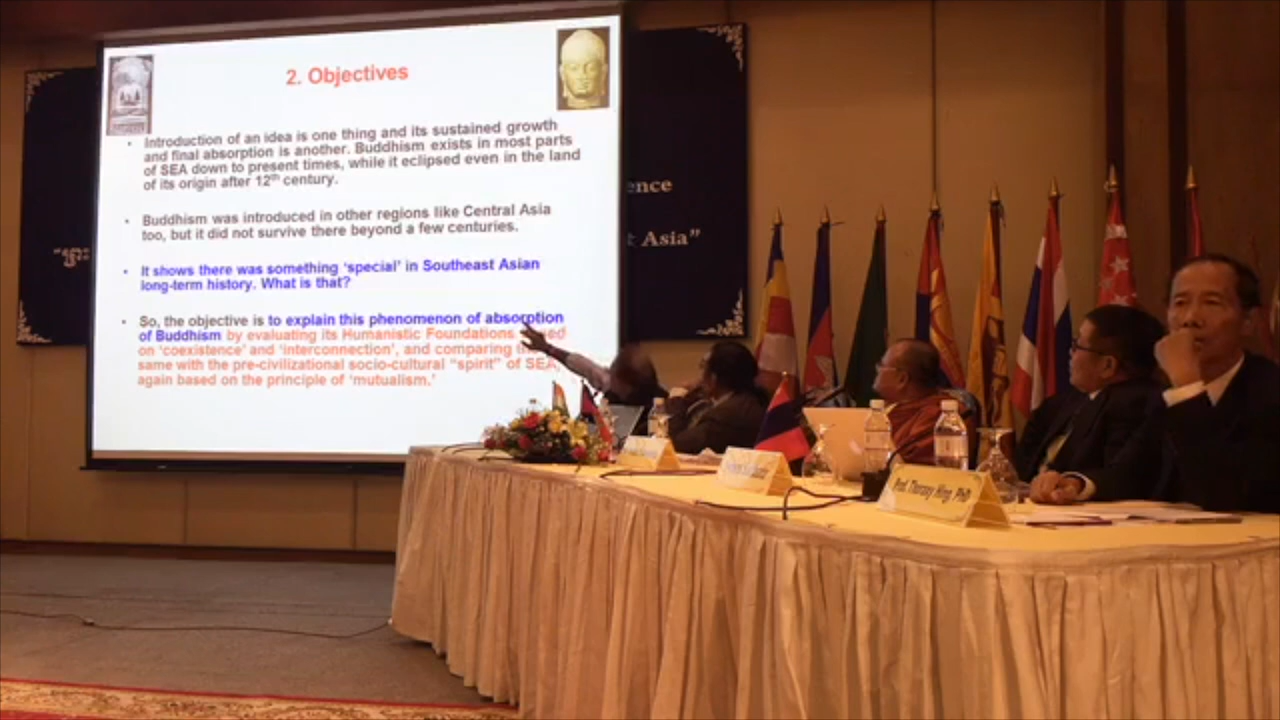 2. Objectives
• Introduction of an idea is one thing and its sustained growth
and final absorption is another. Buddhism exists in most parts
of SEA down to present times, while it eclipsed even in the land
of its origin after 12th century.
• Buddhism was introduced in other regions like Central Asia
too, but it did not survive there beyond a few centuries.
• It shows there was something ‘special’ in Southeast Asian
long-term history. What is that?
• So, the objective is to explain this phenomenon of absorption
of Buddhism by evaluating its Humanistic Foundations
on ‘coexistence’ and ‘interconnection’, and comparing
same with the pre-civilizational socio-cultural “spirit” of SEA,
again based on the principle of ‘mutualism.’
Asia”
Prof. Thorasy Hing PhD